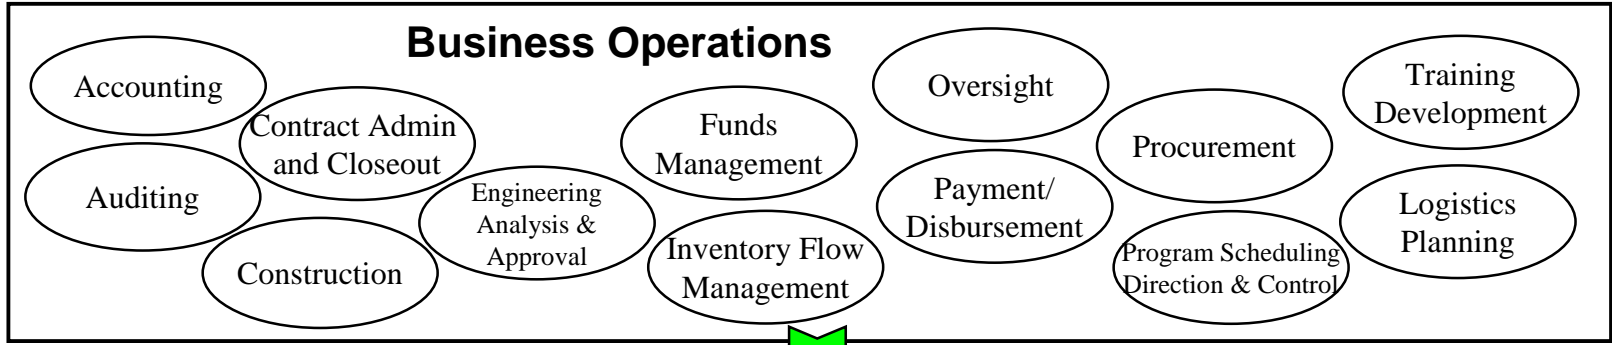 Business Operations
Accounting
Contract Admin
and Closeout
Auditing
Construction
Engineering
Analysis &
Approval
Funds
Management
Inventory Flow
Management
Oversight
Payment/
Disbursement
Procurement
Program Scheduling
Direction & Control
Training
Development
Logistics
Planning